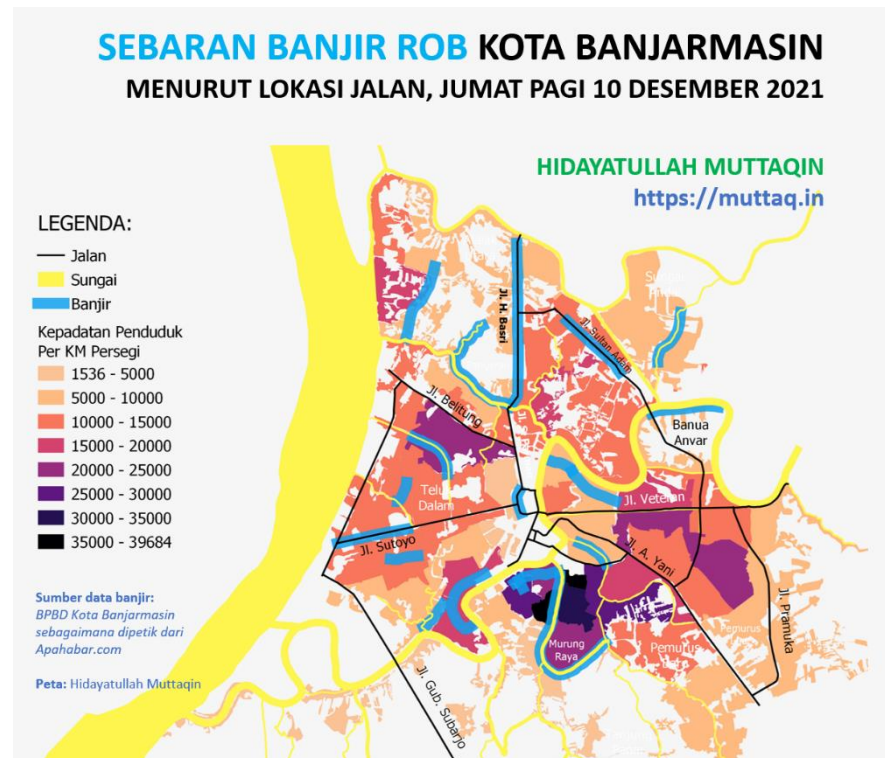 SEBARAN BANJIR ROB KOTA BANJARMASIN
MENURUT LOKASI JALAN, JUMAT PAGI 10 DESEMBER 2021
HIDAYATULLAH MUTTAQIN
https://muttaq.in
LEGENDA:
Jalan
Sungai
Banjir
Kepadatan Penduduk
Per KM Persegi
1536 - 5000
5000 - 10000
10000 - 15000
15000 - 20000
20000 - 25000
25000 - 30000
30000 - 35000
35000 - 39684
Sumber data banjir:
BPBD Kota Banjarmasin
sebagaimana dipetik dari
Apahabar.com
Peta: Hidayatullah Muttaqin
Jl. H. Basri
Jl. Sultan Adam
Jl. Belitung
Banua
Anyar
Teluk
Dalam
Jl. Veteran
Jl. Sutoyo
Jl. A. Yani
Jl. Pramuka
Pemurus
Murung
Raya
Pemurus
Jl. Gub. Subarjo